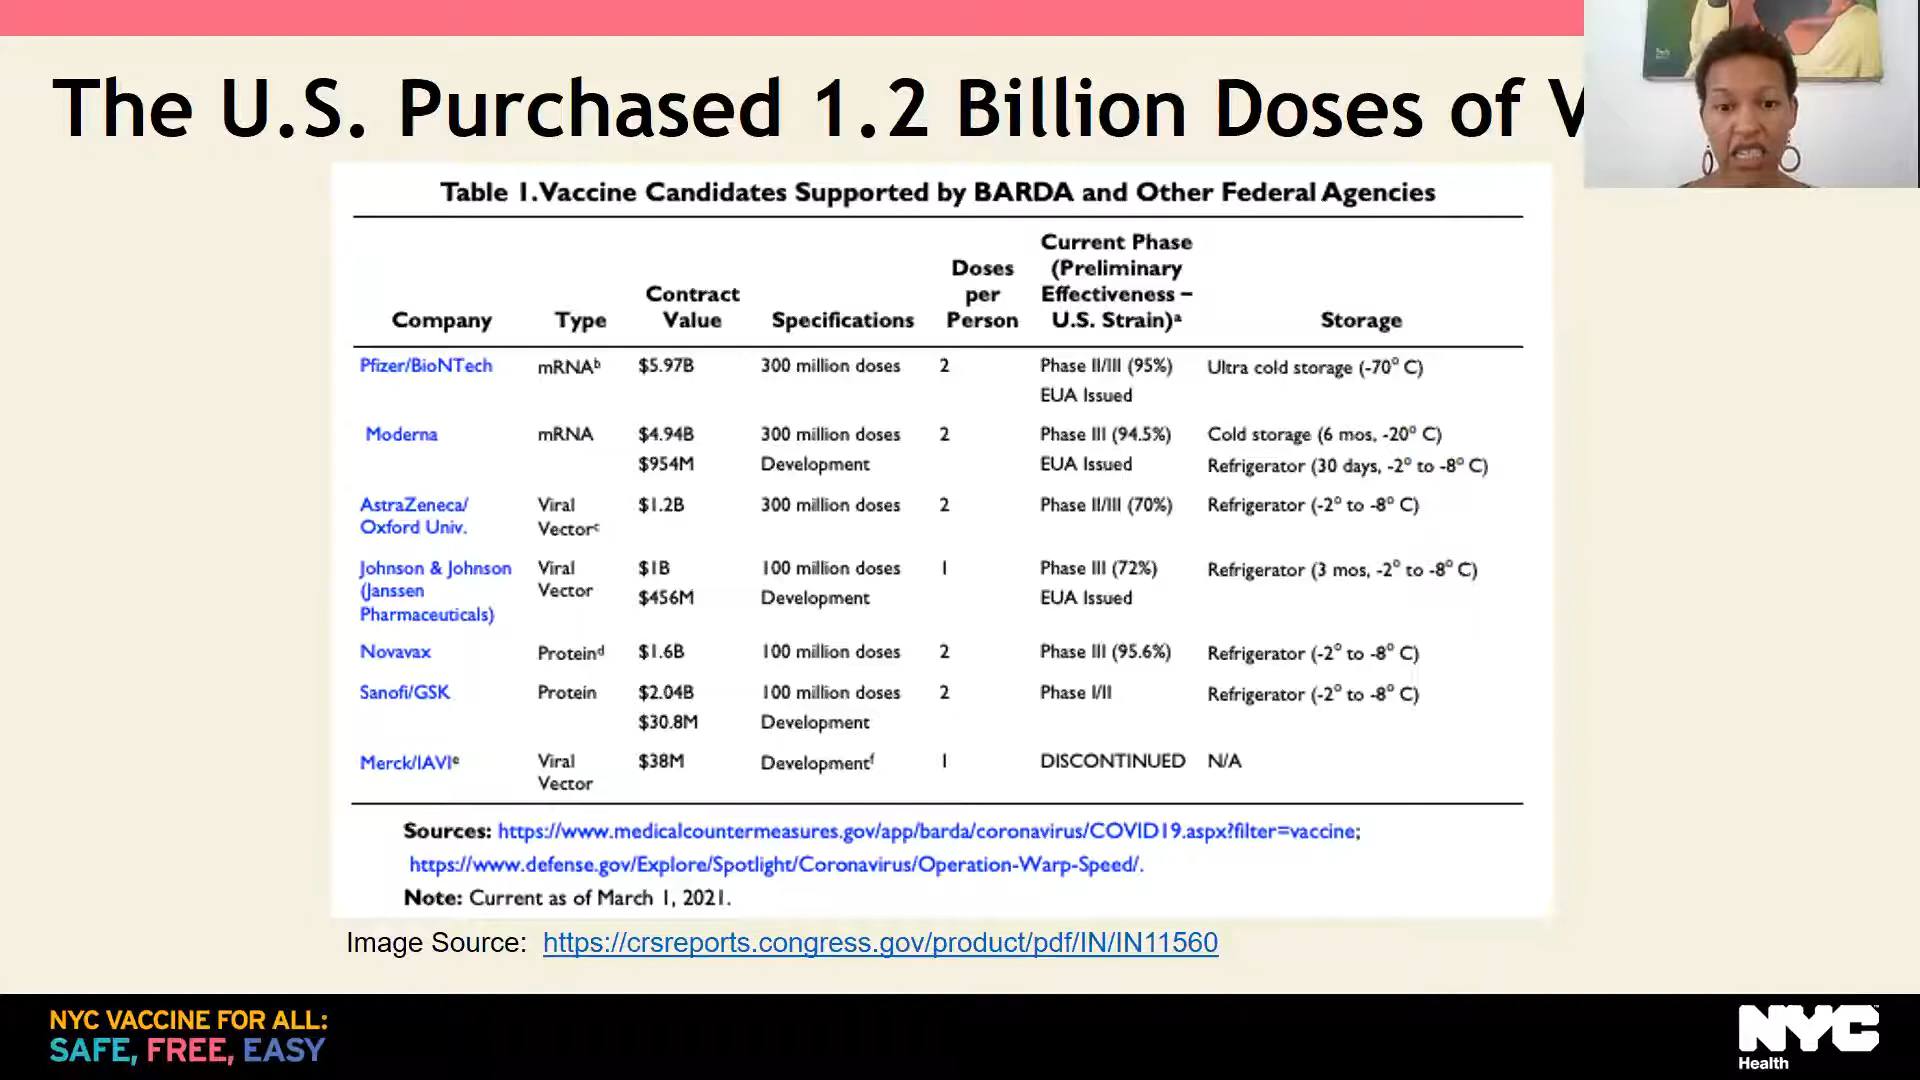 The U.S. Purchased 1.2 Billion Doses of
Table 1. Vaccine Candidates Supported by BARDA and Other Federal Agencies
Company Type Contract Value Specifications Doses per Person Current Phase (Preliminary Effectiveness – U.S. Strain)ᵃ Storage
Pfizer/BioNTech mRNAᵇ $5.97B 300 million doses 2 Phase II/III (95%) Ultra cold storage (-70° C)
EUA Issued
Moderna mRNA $4.94B 300 million doses 2 Phase III (94.5%) Cold storage (6 mos, -20° C)
$954M Development EUA Issued Refrigerator (30 days, -2° to -8° C)
AstraZeneca/ Viral $1.2B 300 million doses 2 Phase II/III (70%) Refrigerator (-2° to -8° C)
Oxford Univ. Vectorᶜ
Johnson & Johnson Viral $1B 100 million doses 1 Phase III (72%) Refrigerator (3 mos, -2° to -8° C)
(Janssen Vector $456M Development EUA Issued
Pharmaceuticals)
Novavax Proteinᵈ $1.6B 100 million doses 2 Phase III (95.6%) Refrigerator (-2° to -8° C)
Sanofi/GSK Protein $2.04B 100 million doses 2 Phase I/II Refrigerator (-2° to -8° C)
$30.8M Development
Merck/IAVIᵉ Viral $38M Developmentᶠ 1 DISCONTINUED N/A
Vector
Sources: https://www.medicalcountermeasures.gov/app/barda/coronavirus/COVID19.aspx?filter=vaccine;
https://www.defense.gov/Explore/Spotlight/Coronavirus/Operation-Warp-Speed/.
Note: Current as of March 1, 2021.
Image Source: https://crsreports.congress.gov/product/pdf/IN/IN11560
NYC VACCINE FOR ALL:
SAFE, FREE, EASY
NYC
Health